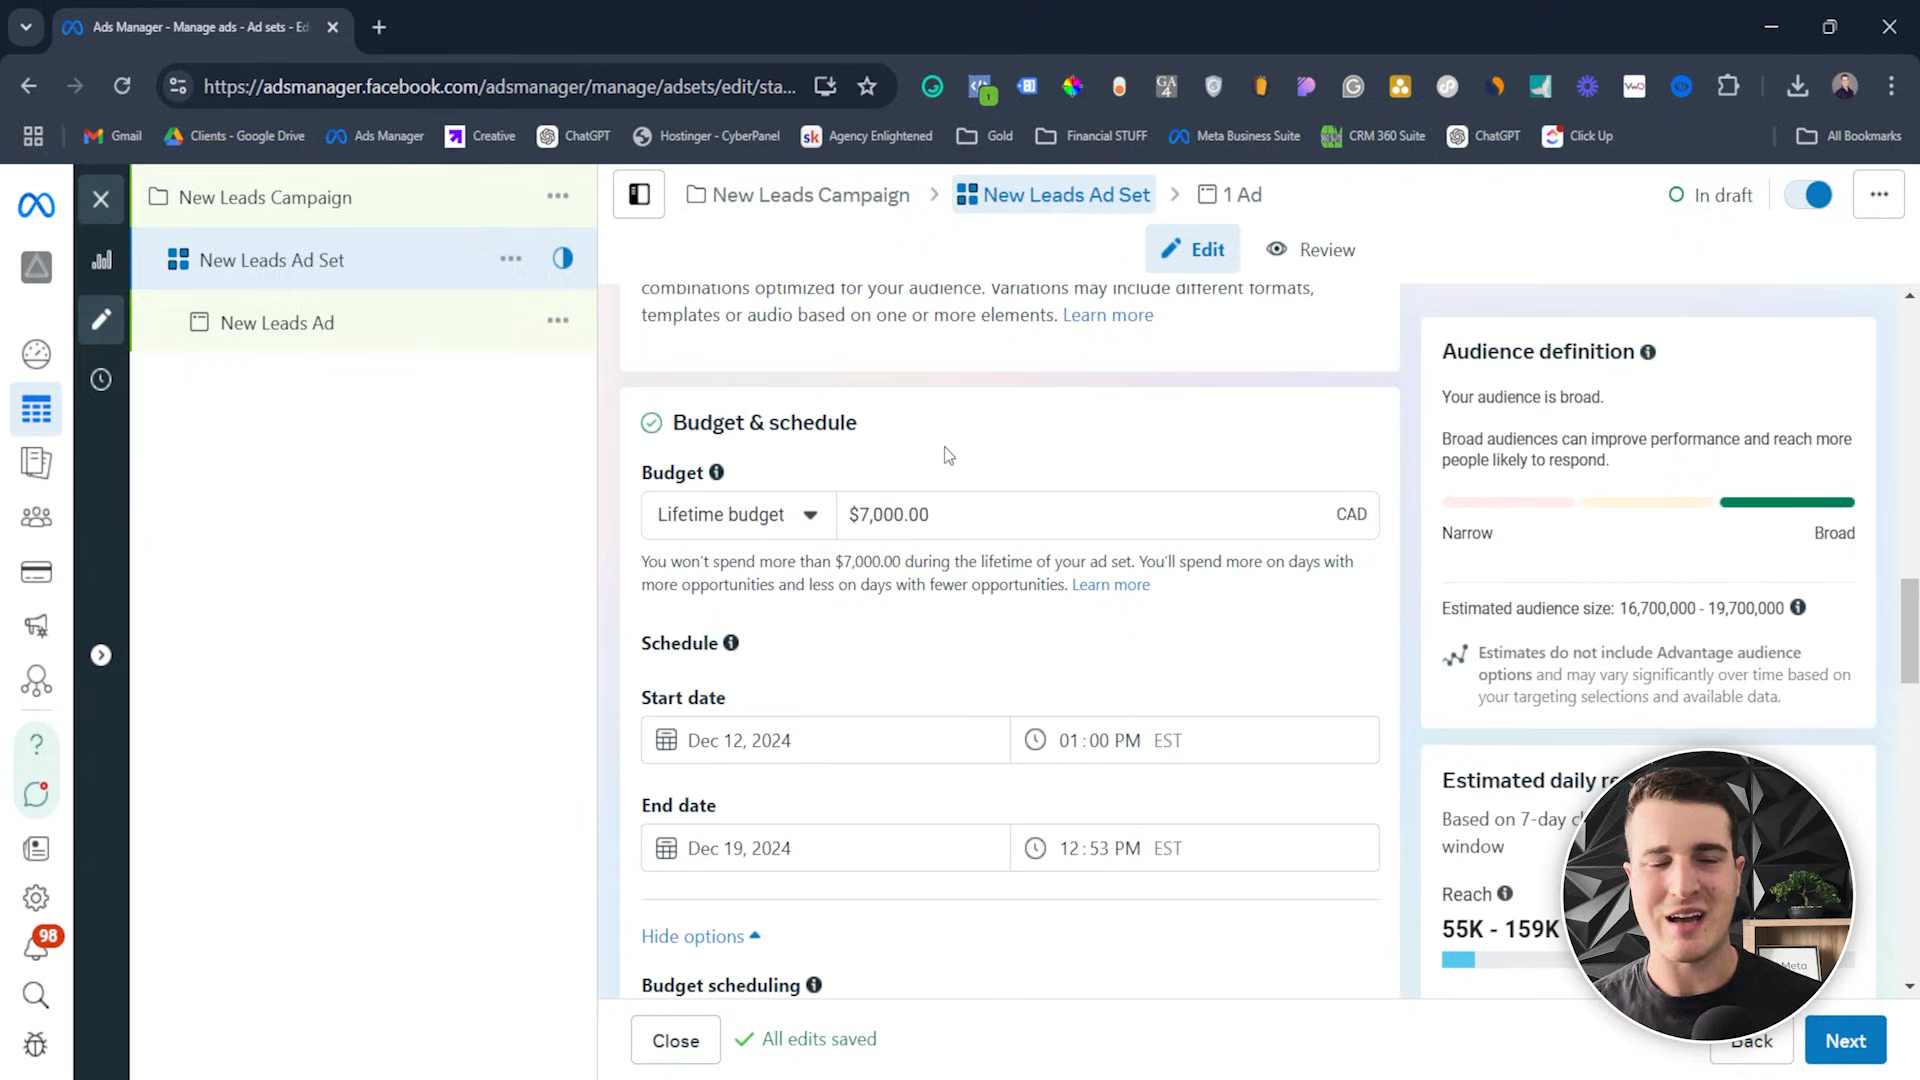 Ads Manager - Manage ads - Ad sets - Ed
https://adsmanager.facebook.com/adsmanager/manage/adsets/edit/sta...
1
GA
4
VWO
Gmail
Clients - Google Drive
Ads Manager
Creative
ChatGPT
Hostinger - CyberPanel
sk
Agency Enlightened
Gold
Financial STUFF
Meta Business Suite
CRM 360 Suite
ChatGPT
Click Up
All Bookmarks
New Leads Campaign
New Leads Ad Set
New Leads Ad
New Leads Campaign
New Leads Ad Set
1 Ad
In draft
Edit
Review
combinations optimized for your audience. Variations may include different formats,
templates or audio based on one or more elements. Learn more
Budget & schedule
Budget
Lifetime budget
$7,000.00
CAD
You won't spend more than $7,000.00 during the lifetime of your ad set. You'll spend more on days with
more opportunities and less on days with fewer opportunities. Learn more
Schedule
Start date
Dec 12, 2024
01:00 PM EST
End date
Dec 19, 2024
12:53 PM EST
Hide options
Budget scheduling
Close
All edits saved
Back
Next
Audience definition
Your audience is broad.
Broad audiences can improve performance and reach more
people likely to respond.
Narrow
Broad
Estimated audience size: 16,700,000 - 19,700,000
Estimates do not include Advantage audience
options and may vary significantly over time based on
your targeting selections and available data.
Estimated daily re
Based on 7-day cl
window
Reach
55K - 159K
Meta
98